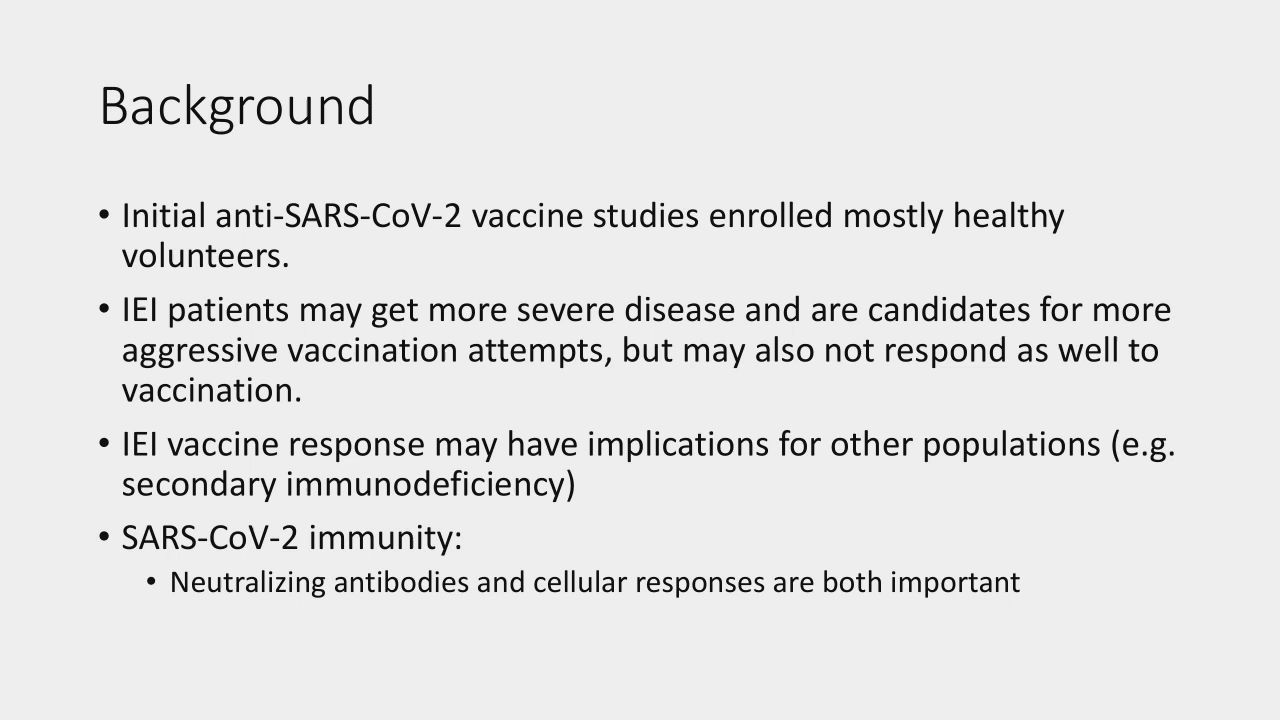 Background
• Initial anti-SARS-CoV-2 vaccine studies enrolled mostly healthy
volunteers.
• IEI patients may get more severe disease and are candidates for more
aggressive vaccination attempts, but may also not respond as well to
vaccination.
• IEI vaccine response may have implications for other populations (e.g.
secondary immunodeficiency)
• SARS-CoV-2 immunity:
• Neutralizing antibodies and cellular responses are both important